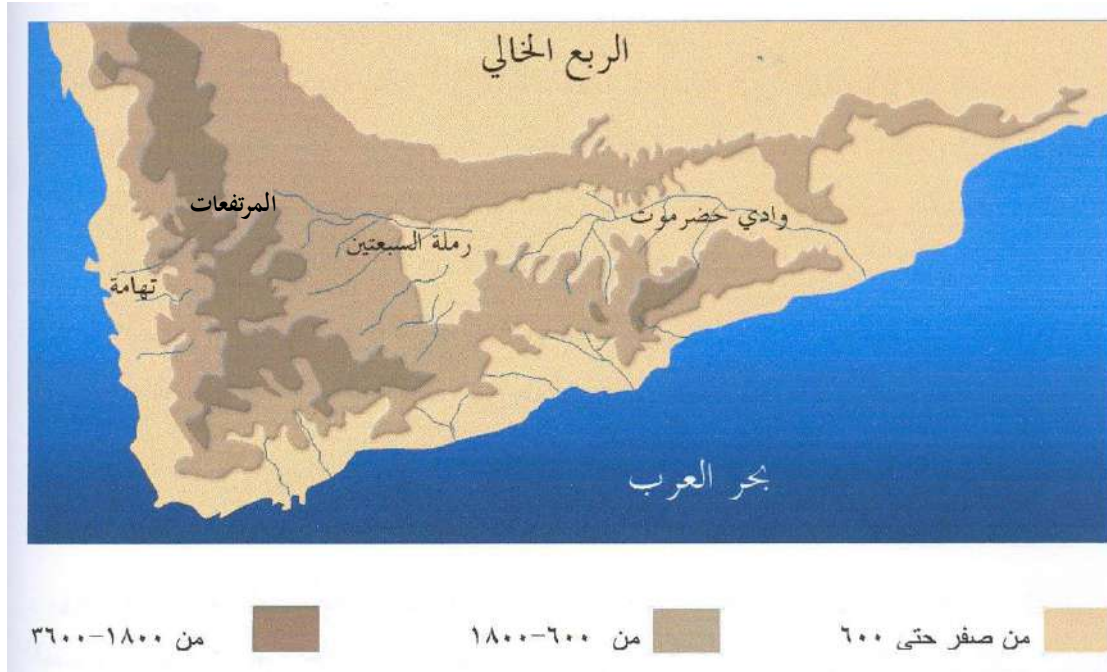 الربع الخالي
المرتفعات
وادي حضرموت
رملة السبعتين
تهامة
بحر العرب
من صفر حتى ٦٠٠
من ٦٠٠-١٨٠٠
من ١٨٠٠-٣٦٠٠